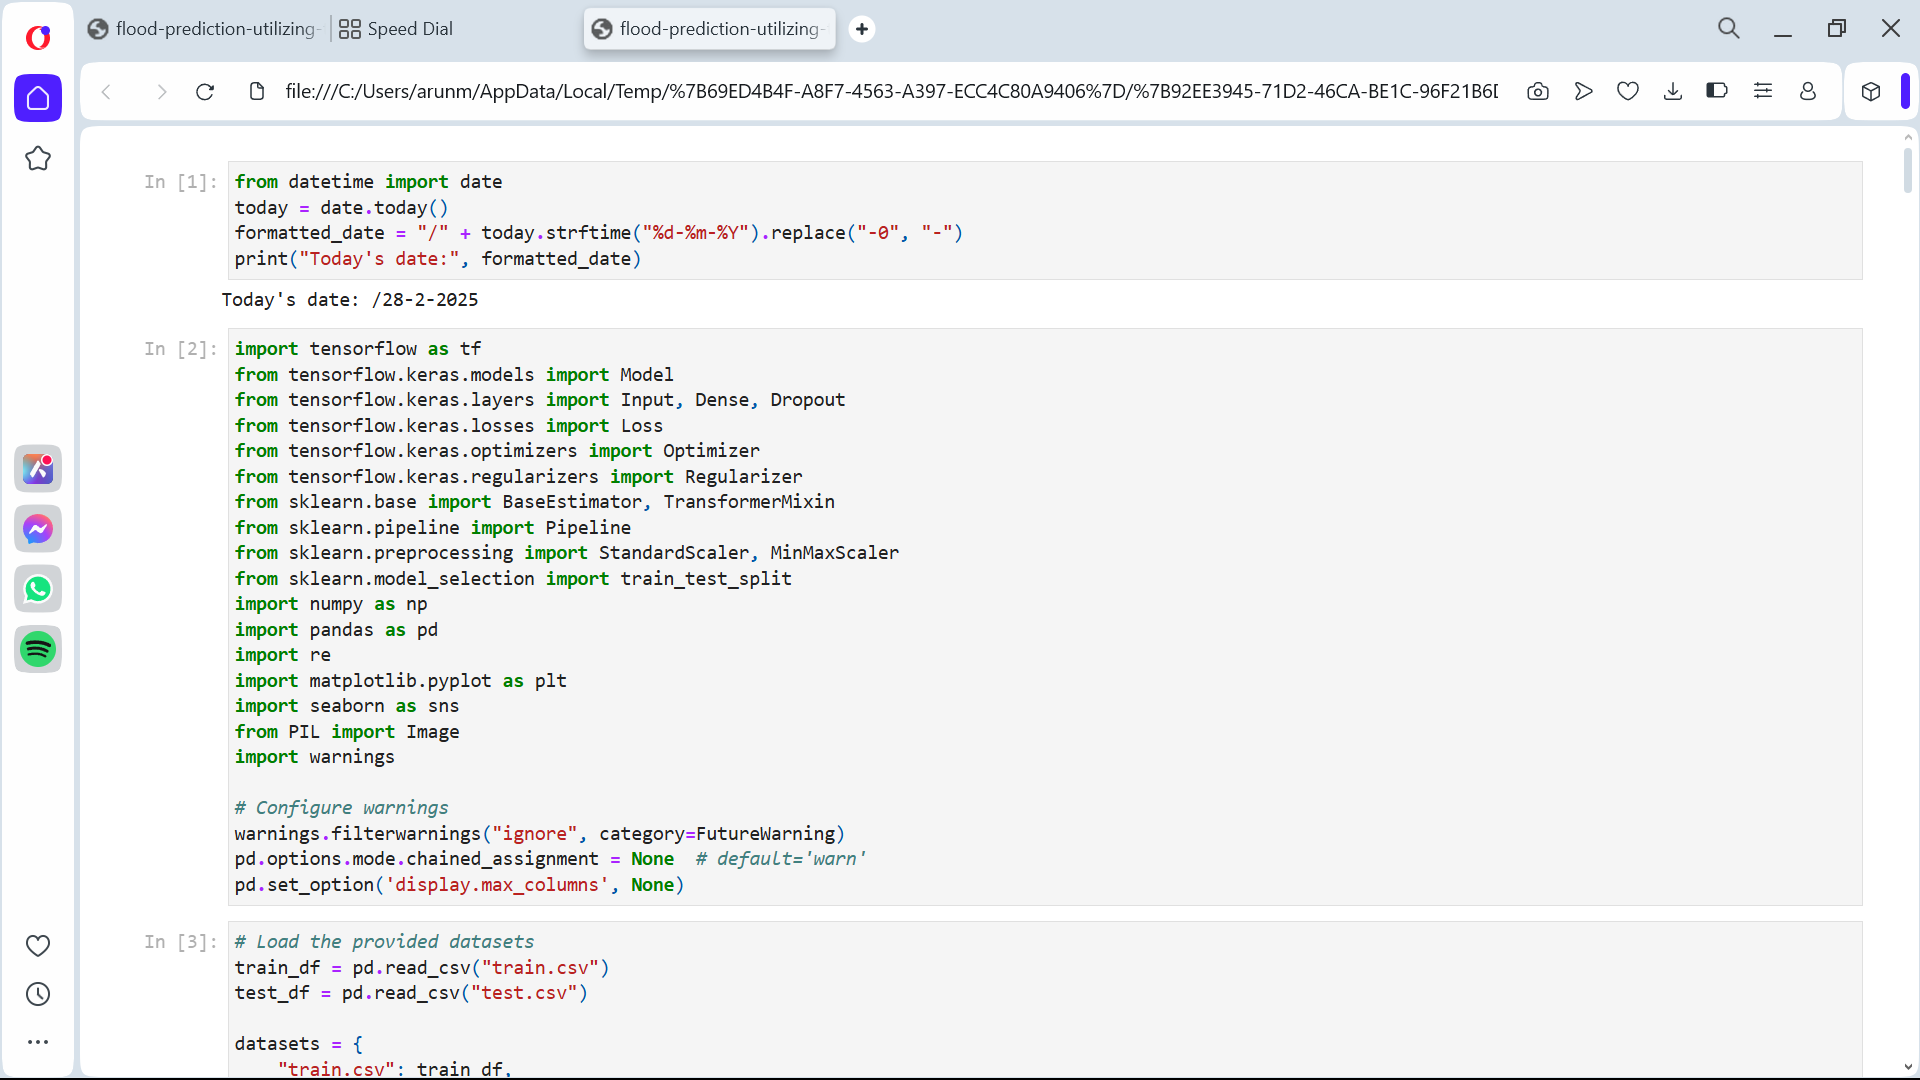 flood-prediction-utilizing-
Speed Dial
flood-prediction-utilizing-
file:///C:/Users/arunm/AppData/Local/Temp/%7B69ED4B4F-A8F7-4563-A397-ECC4C80A9406%7D/%7B92EE3945-71D2-46CA-BE1C-96F21B6D
In [1]:
from datetime import date
today = date.today()
formatted_date = "/" + today.strftime("%d-%m-%Y").replace("-0", "-")
print("Today's date:", formatted_date)
Today's date: /28-2-2025
In [2]:
import tensorflow as tf
from tensorflow.keras.models import Model
from tensorflow.keras.layers import Input, Dense, Dropout
from tensorflow.keras.losses import Loss
from tensorflow.keras.optimizers import Optimizer
from tensorflow.keras.regularizers import Regularizer
from sklearn.base import BaseEstimator, TransformerMixin
from sklearn.pipeline import Pipeline
from sklearn.preprocessing import StandardScaler, MinMaxScaler
from sklearn.model_selection import train_test_split
import numpy as np
import pandas as pd
import re
import matplotlib.pyplot as plt
import seaborn as sns
from PIL import Image
import warnings
# Configure warnings
warnings.filterwarnings("ignore", category=FutureWarning)
pd.options.mode.chained_assignment = None  # default='warn'
pd.set_option('display.max_columns', None)
In [3]:
# Load the provided datasets
train_df = pd.read_csv("train.csv")
test_df = pd.read_csv("test.csv")
datasets = {
    "train.csv": train_df,